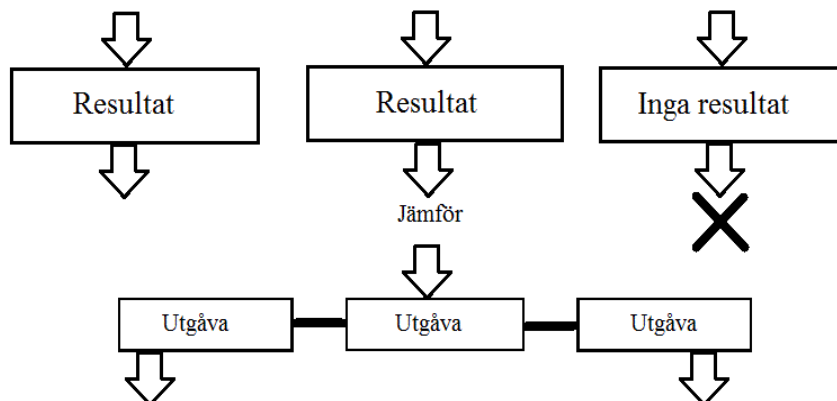 Resultat
Resultat
Inga resultat
Jämför
Utgåva
Utgåva
Utgåva